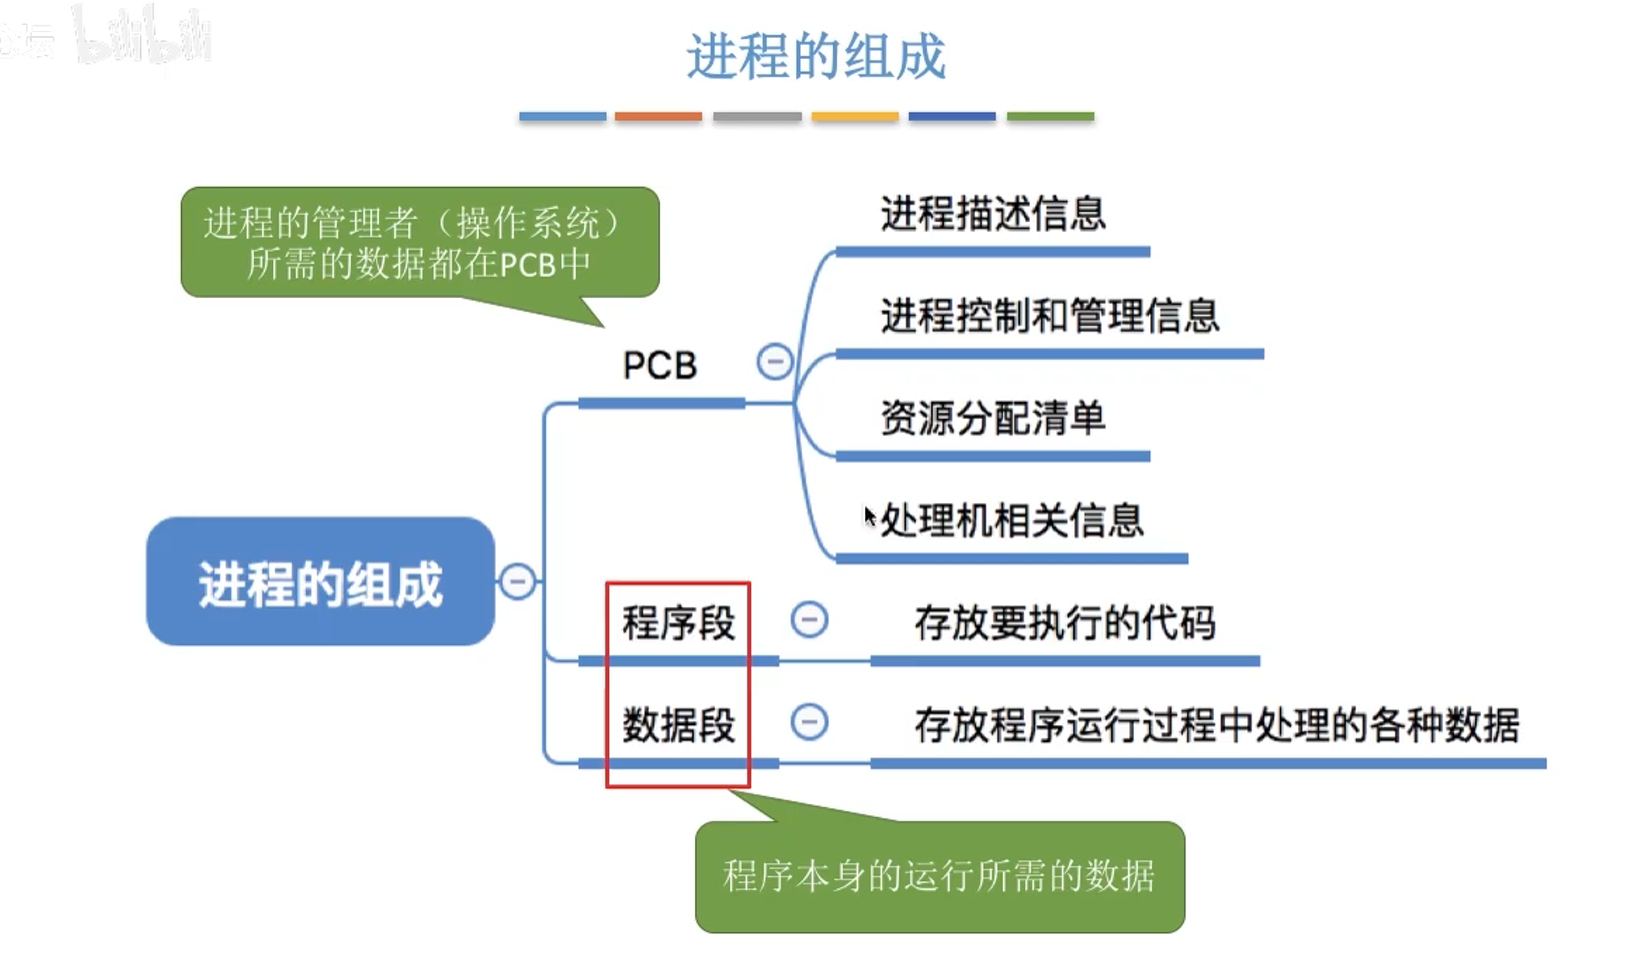 坛 bilibili
进程的组成
进程的管理者（操作系统）
所需的数据都在PCB中
进程描述信息
进程控制和管理信息
PCB
资源分配清单
处理机相关信息
进程的组成
程序段
存放要执行的代码
数据段
存放程序运行过程中处理的各种数据
程序本身的运行所需的数据